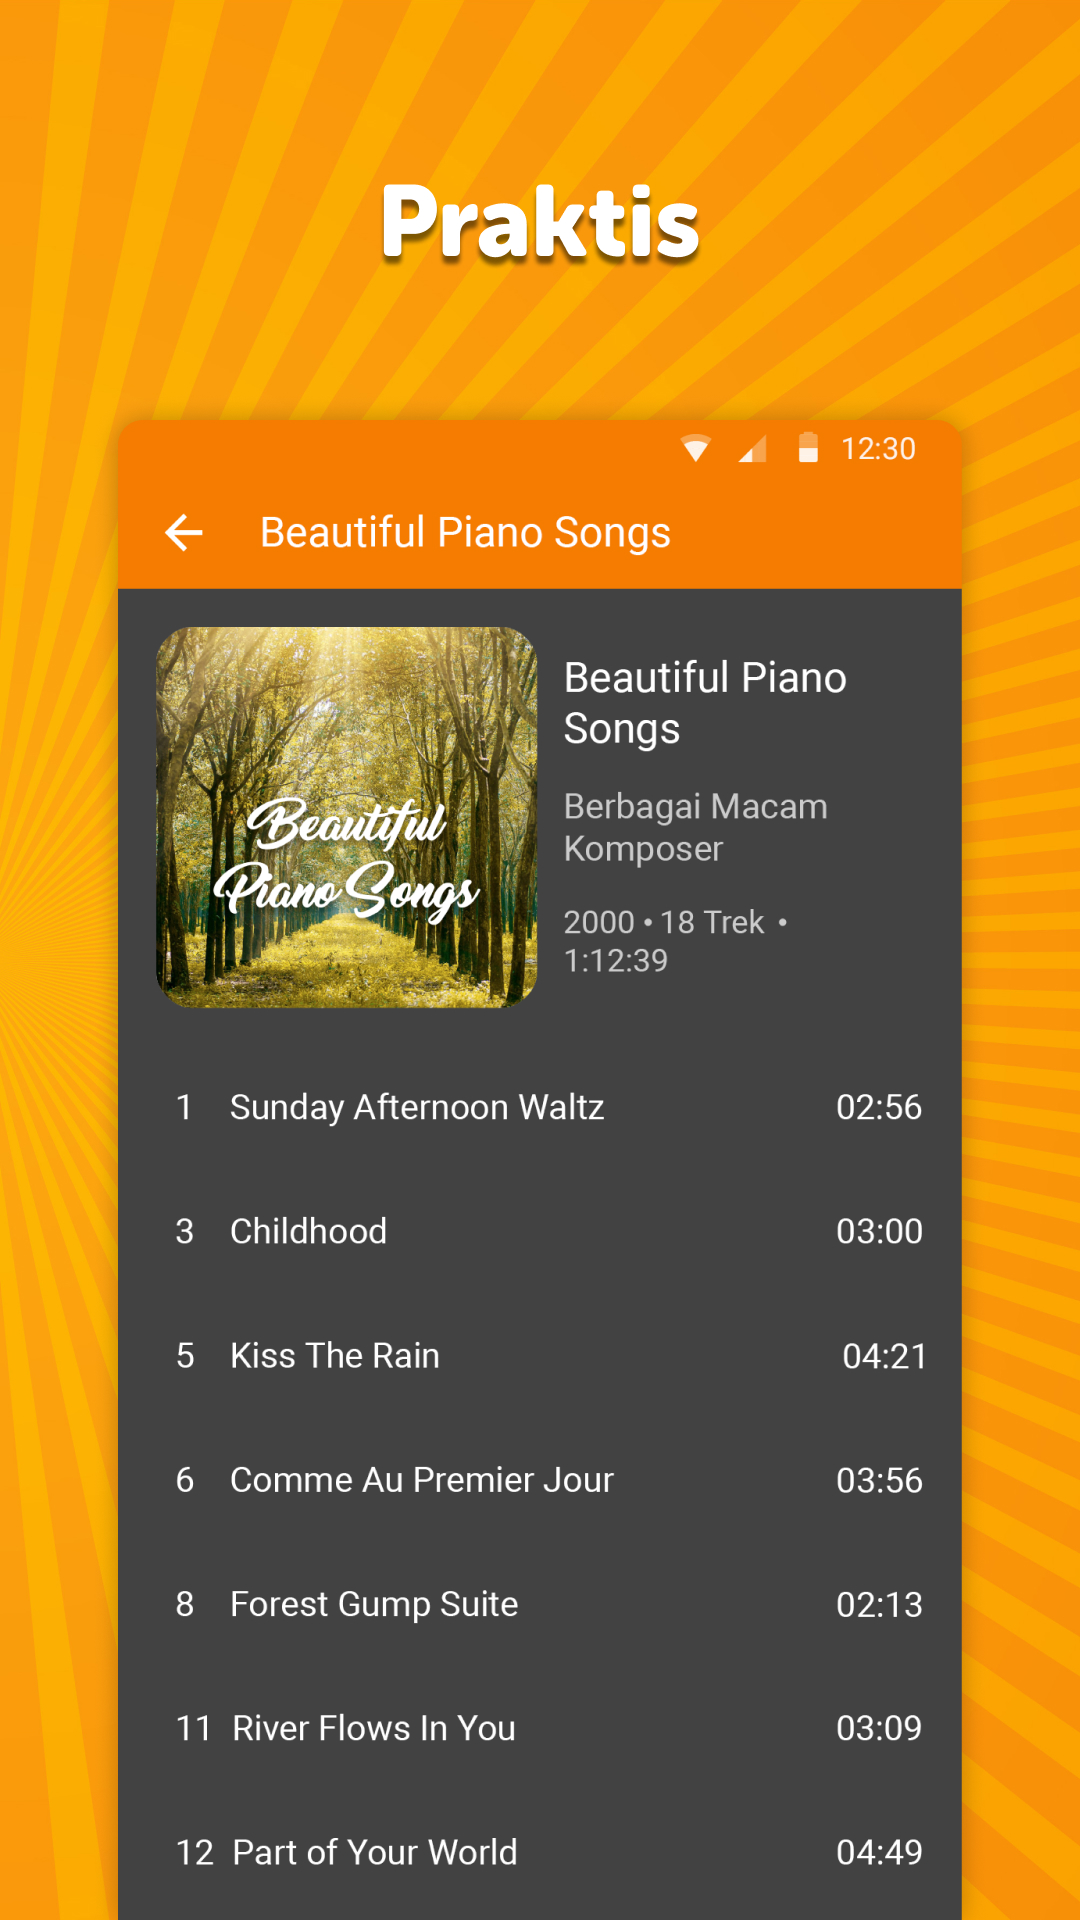 Praktis
12:30
Beautiful Piano Songs
Beautiful
Piano Songs
Beautiful Piano
Songs
Berbagai Macam
Komposer
2000 • 18 Trek •
1:12:39
1 Sunday Afternoon Waltz 02:56
3 Childhood 03:00
5 Kiss The Rain 04:21
6 Comme Au Premier Jour 03:56
8 Forest Gump Suite 02:13
11 River Flows In You 03:09
12 Part of Your World 04:49